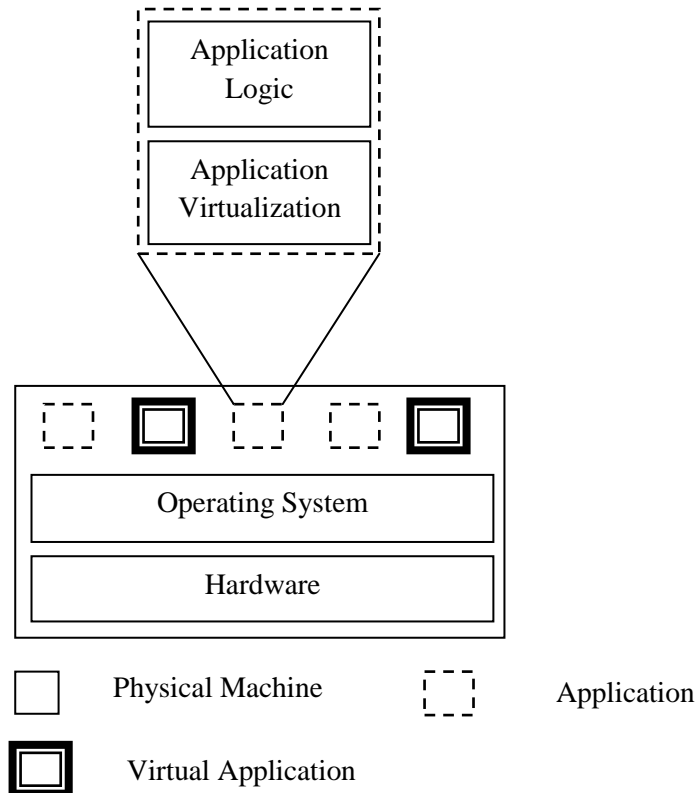 Application
Logic
Application
Virtualization
Operating System
Hardware
Physical Machine
Application
Virtual Application